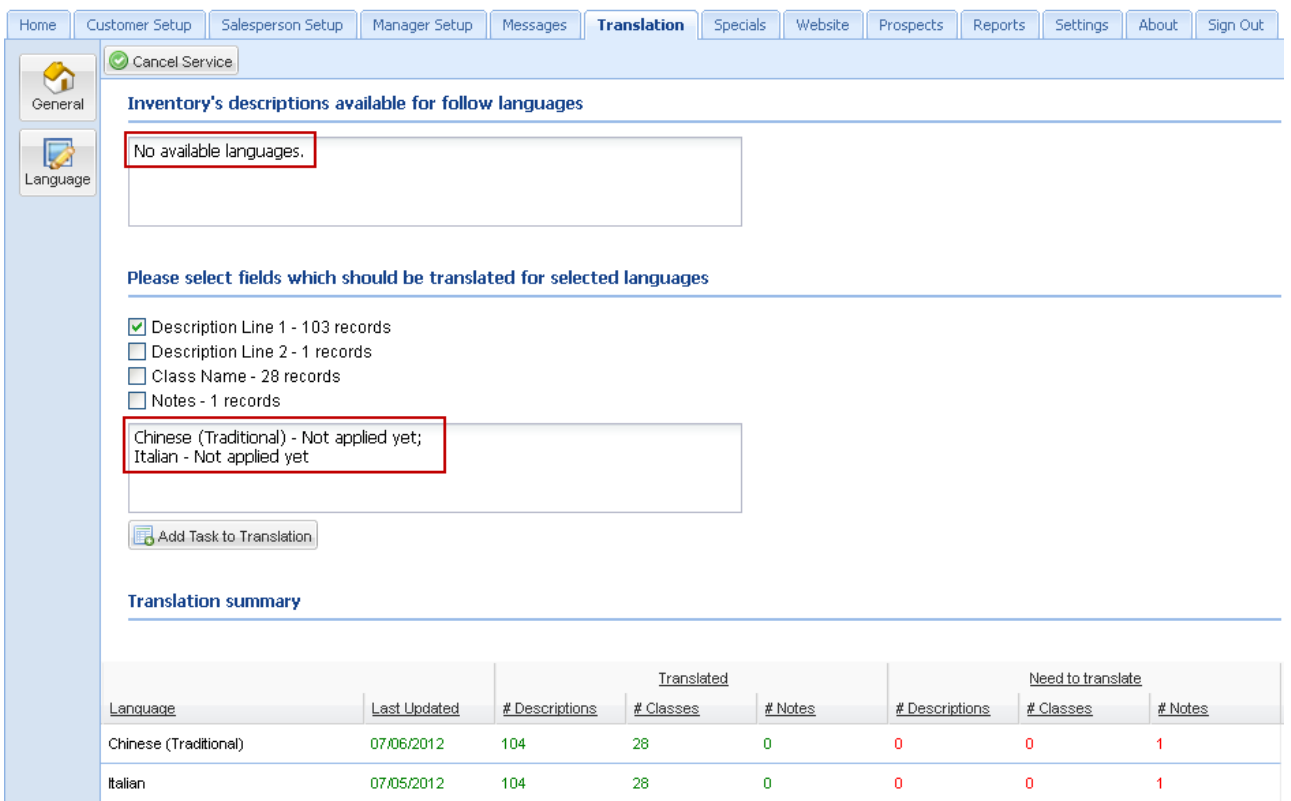 Home Customer Setup Salesperson Setup Manager Setup Messages Translation Specials Website Prospects Reports Settings About Sign Out
Cancel Service
General
Language
Inventory's descriptions available for follow languages
No available languages.
Please select fields which should be translated for selected languages
Description Line 1 - 103 records
Description Line 2 - 1 records
Class Name - 28 records
Notes - 1 records
Chinese (Traditional) - Not applied yet;
Italian - Not applied yet
Add Task to Translation
Translation summary
Translated Need to translate
Language Last Updated # Descriptions # Classes # Notes # Descriptions # Classes # Notes
Chinese (Traditional) 07/06/2012 104 28 0 0 0 1
Italian 07/05/2012 104 28 0 0 0 1